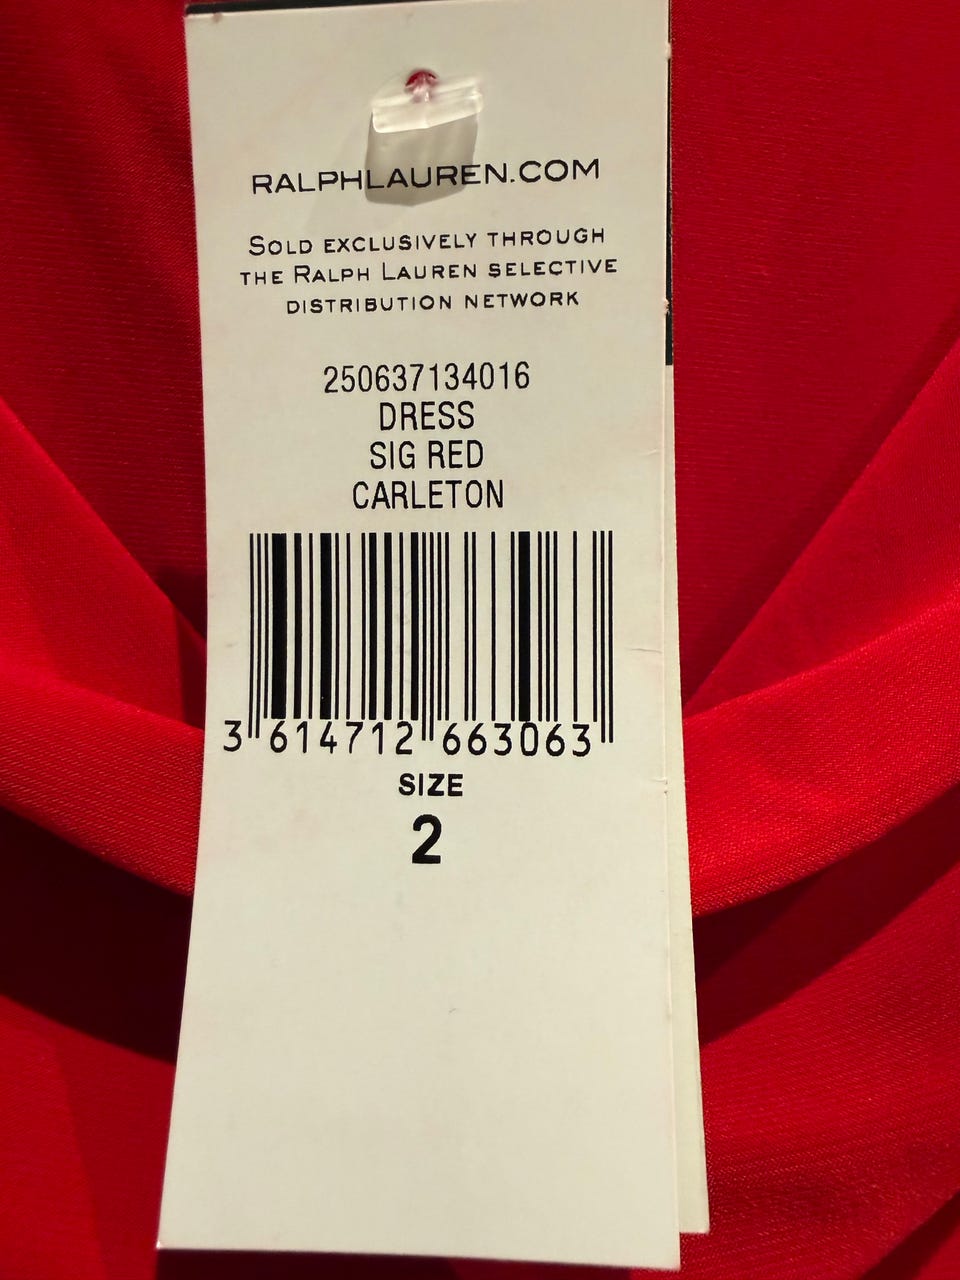 RALPHLAUREN.COM
SOLD EXCLUSIVELY THROUGH
THE RALPH LAUREN SELECTIVE
DISTRIBUTION NETWORK
250637134016
DRESS
SIG RED
CARLETON
3 614712 663063
SIZE
2